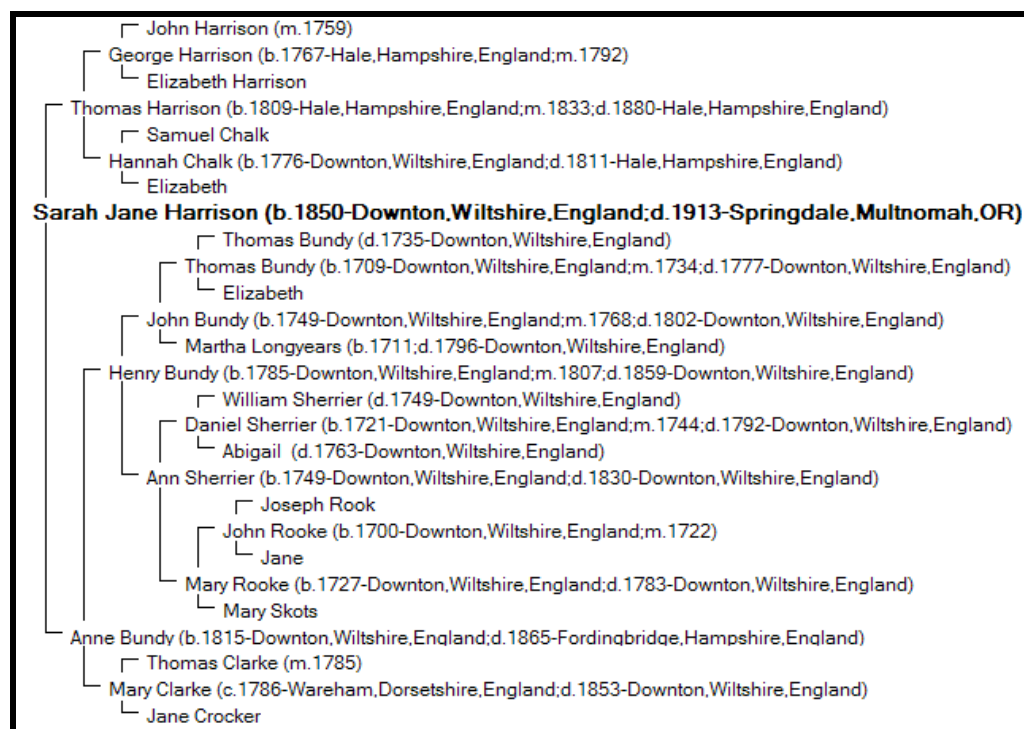 John Harrison (m.1759)
George Harrison (b.1767-Hale,Hampshire,England;m.1792)
Elizabeth Harrison
Thomas Harrison (b.1809-Hale,Hampshire,England;m.1833;d.1880-Hale,Hampshire,England)
Samuel Chalk
Hannah Chalk (b.1776-Downton,Wiltshire,England;d.1811-Hale,Hampshire,England)
Elizabeth
Sarah Jane Harrison (b.1850-Downton,Wiltshire,England;d.1913-Springdale,Multnomah,OR)
Thomas Bundy (d.1735-Downton,Wiltshire,England)
Thomas Bundy (b.1709-Downton,Wiltshire,England;m.1734;d.1777-Downton,Wiltshire,England)
Elizabeth
John Bundy (b.1749-Downton,Wiltshire,England;m.1768;d.1802-Downton,Wiltshire,England)
Martha Longyears (b.1711;d.1796-Downton,Wiltshire,England)
Henry Bundy (b.1785-Downton,Wiltshire,England;m.1807;d.1859-Downton,Wiltshire,England)
William Sherrier (d.1749-Downton,Wiltshire,England)
Daniel Sherrier (b.1721-Downton,Wiltshire,England;m.1744;d.1792-Downton,Wiltshire,England)
Abigail (d.1763-Downton,Wiltshire,England)
Ann Sherrier (b.1749-Downton,Wiltshire,England;d.1830-Downton,Wiltshire,England)
Joseph Rook
John Rooke (b.1700-Downton,Wiltshire,England;m.1722)
Jane
Mary Rooke (b.1727-Downton,Wiltshire,England;d.1783-Downton,Wiltshire,England)
Mary Skots
Anne Bundy (b.1815-Downton,Wiltshire,England;d.1865-Fordingbridge,Hampshire,England)
Thomas Clarke (m.1785)
Mary Clarke (c.1786-Wareham,Dorsetshire,England;d.1853-Downton,Wiltshire,England)
Jane Crocker